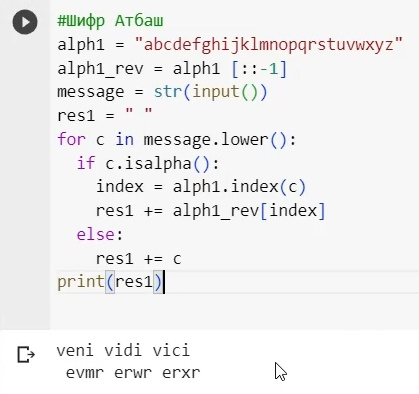 #Шифр Атбаш
alph1 = "abcdefghijklmnopqrstuvwxyz"
alph1_rev = alph1 [::-1]
message = str(input())
res1 = " "
for c in message.lower():
  if c.isalpha():
    index = alph1.index(c)
    res1 += alph1_rev[index]
  else:
    res1 += c
print(res1)
veni vidi vici
 evmr erwr erxr